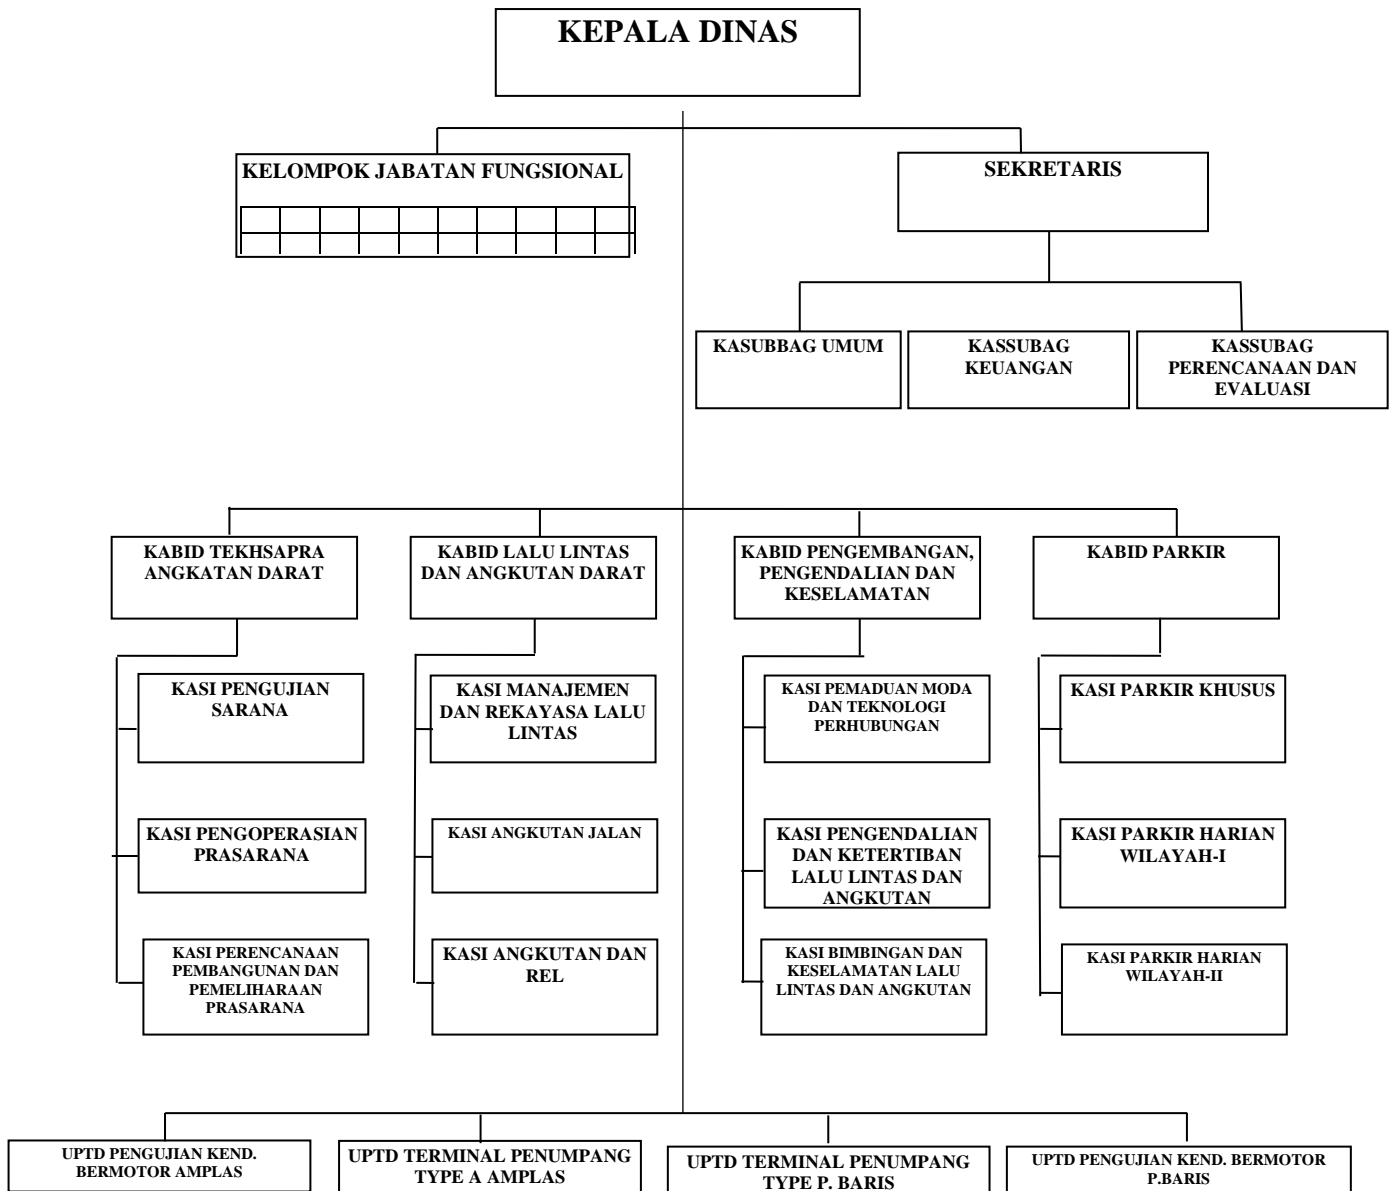 KEPALA DINAS
KELOMPOK JABATAN FUNGSIONAL
SEKRETARIS
KASUBBAG UMUM
KASSUBAG
KEUANGAN
KASSUBAG
PERENCANAAN DAN
EVALUASI
KABID TEKHSAPRA
ANGKATAN DARAT
KABID LALU LINTAS
DAN ANGKUTAN DARAT
KABID PENGEMBANGAN,
PENGENDALIAN DAN
KESELAMATAN
KABID PARKIR
KASI PENGUJIAN
SARANA
KASI MANAJEMEN
DAN REKAYASA LALU
LINTAS
KASI PEMADUAN MODA
DAN TEKNOLOGI
PERHUBUNGAN
KASI PARKIR KHUSUS
KASI PENGOPERASIAN
PRASARANA
KASI ANGKUTAN JALAN
KASI PENGENDALIAN
DAN KETERTIBAN
LALU LINTAS DAN
ANGKUTAN
KASI PARKIR HARIAN
WILAYAH-I
KASI PERENCANAAN
PEMBANGUNAN DAN
PEMELIHARAAN
PRASARANA
KASI ANGKUTAN DAN
REL
KASI BIMBINGAN DAN
KESELAMATAN LALU
LINTAS DAN ANGKUTAN
KASI PARKIR HARIAN
WILAYAH-II
UPTD PENGUJIAN KEND.
BERMOTOR AMPLAS
UPTD TERMINAL PENUMPANG
TYPE A AMPLAS
UPTD TERMINAL PENUMPANG
TYPE P. BARIS
UPTD PENGUJIAN KEND. BERMOTOR
P.BARIS